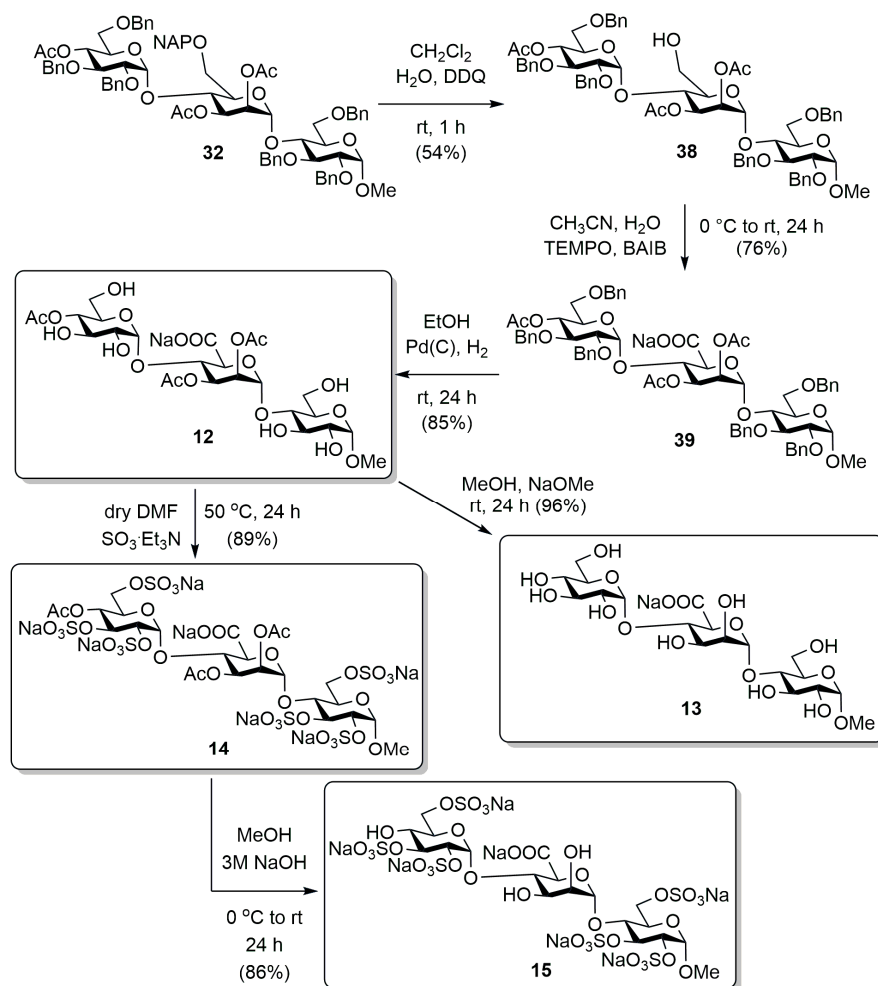 OBn
NAPO
AcO
BnO
BnO
O
O
OAc
AcO
O
O
OBn
O
BnO
BnO
OMe
32
CH₂Cl₂
H₂O, DDQ
rt, 1 h
(54%)
OBn
HO
AcO
BnO
BnO
O
O
OAc
AcO
O
O
OBn
O
BnO
BnO
OMe
38
CH₃CN, H₂O
TEMPO, BAIB
0 °C to rt, 24 h
(76%)
OBn
AcO
BnO
BnO
O
NaOOC
O
OAc
AcO
O
O
OBn
O
BnO
BnO
OMe
39
EtOH
Pd(C), H₂
rt, 24 h
(85%)
OH
AcO
HO
HO
O
NaOOC
O
OAc
AcO
O
O
OH
O
HO
HO
OMe
12
MeOH, NaOMe
rt, 24 h (96%)
OH
HO
HO
HO
O
NaOOC
O
OH
HO
O
O
OH
O
HO
HO
OMe
13
dry DMF
SO₃·Et₃N
50 °C, 24 h
(89%)
OSO₃Na
AcO
NaO₃SO
NaO₃SO
O
NaOOC
O
OAc
AcO
O
O
OSO₃Na
O
NaO₃SO
NaO₃SO
OMe
14
MeOH
3M NaOH
0 °C to rt
24 h
(86%)
OSO₃Na
HO
NaO₃SO
NaO₃SO
O
NaOOC
O
OH
HO
O
O
OSO₃Na
O
NaO₃SO
NaO₃SO
OMe
15